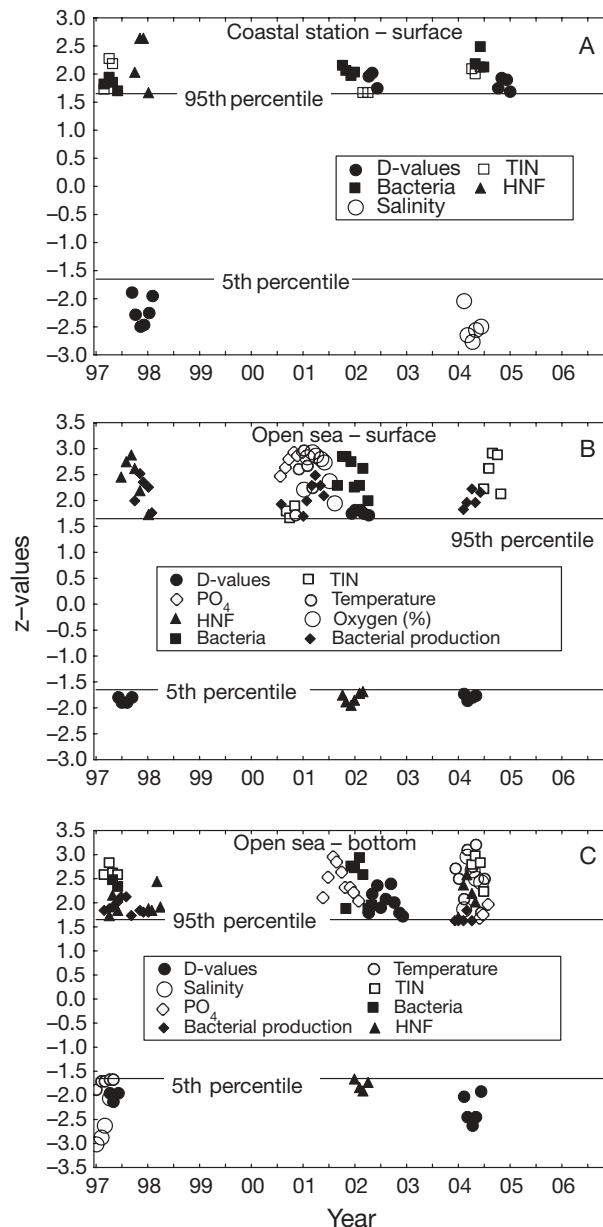 Coastal station – surface
A
3.0
2.5
2.0
1.5
1.0
0.5
0.0
–0.5
–1.0
–1.5
–2.0
–2.5
–3.0
95th percentile
D-values
TIN
Bacteria
HNF
Salinity
5th percentile
97 98 99 00 01 02 03 04 05 06
Open sea – surface
B
3.5
3.0
2.5
2.0
1.5
1.0
0.5
0.0
–0.5
–1.0
–1.5
–2.0
–2.5
–3.0
z–values
95th percentile
D-values
TIN
PO4
Temperature
HNF
Oxygen (%)
Bacteria
Bacterial production
5th percentile
97 98 99 00 01 02 03 04 05 06
Open sea – bottom
C
3.5
3.0
2.5
2.0
1.5
1.0
0.5
0.0
–0.5
–1.0
–1.5
–2.0
–2.5
–3.0
–3.5
95th percentile
D-values
Temperature
Salinity
TIN
PO4
Bacteria
Bacterial production
HNF
5th percentile
97 98 99 00 01 02 03 04 05 06
Year